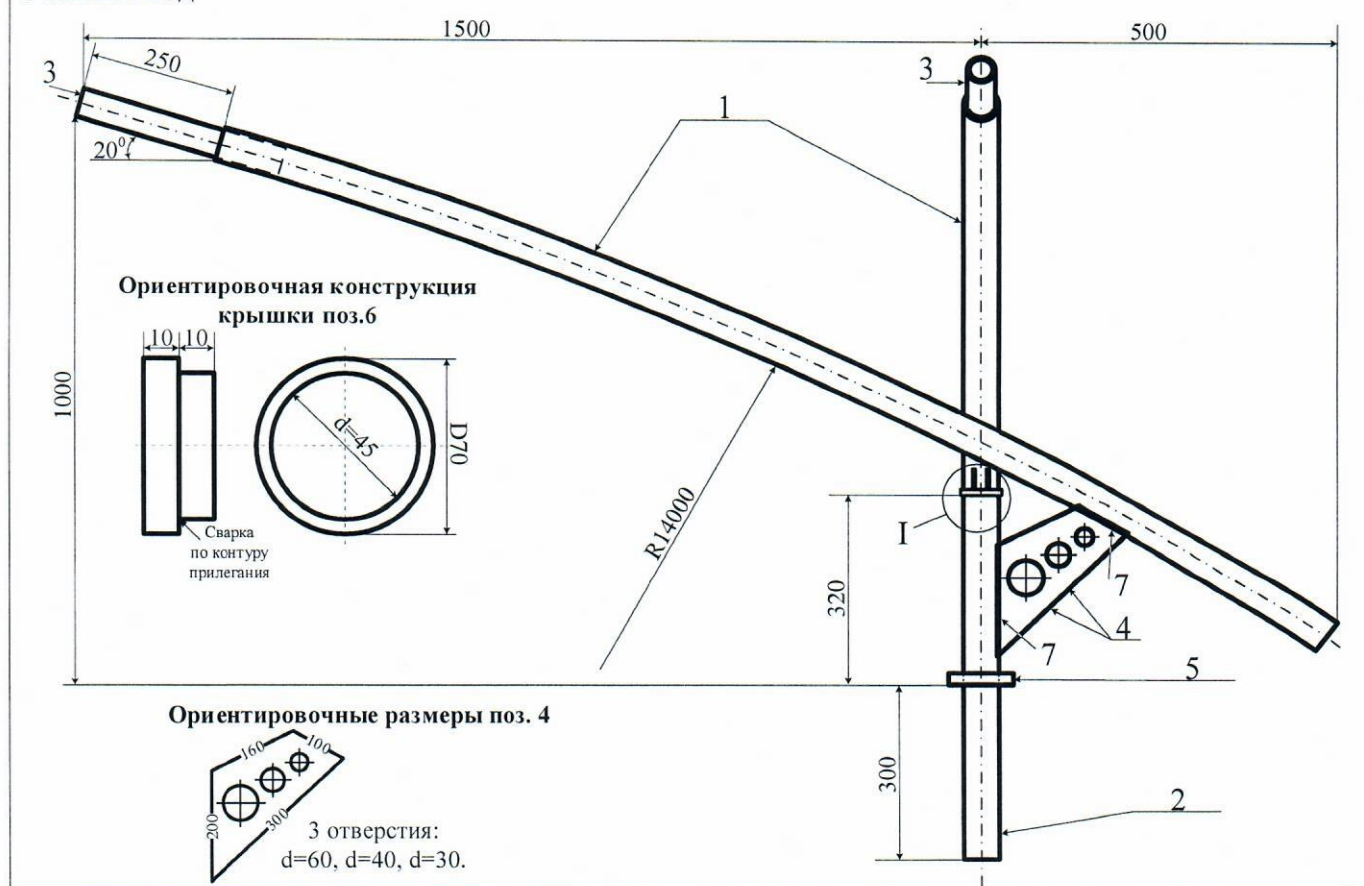 1500
500
250
3
3
1
20⁰
Ориентировочная конструкция
крышки поз.6
10
10
1000
d=45
D70
Сварка
по контуру
прилегания
R14000
I
320
7
4
7
5
Ориентировочные размеры поз. 4
160
100
200
300
3 отверстия:
d=60, d=40, d=30.
300
2